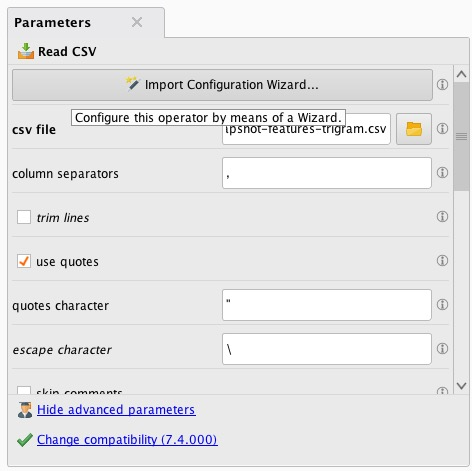 Parameters
Read CSV
Import Configuration Wizard...
Configure this operator by means of a Wizard.
csv file
pshot-features-trigram.csv
column separators
,
trim lines
use quotes
quotes character
"
escape character
\
skip comments
Hide advanced parameters
Change compatibility (7.4.000)